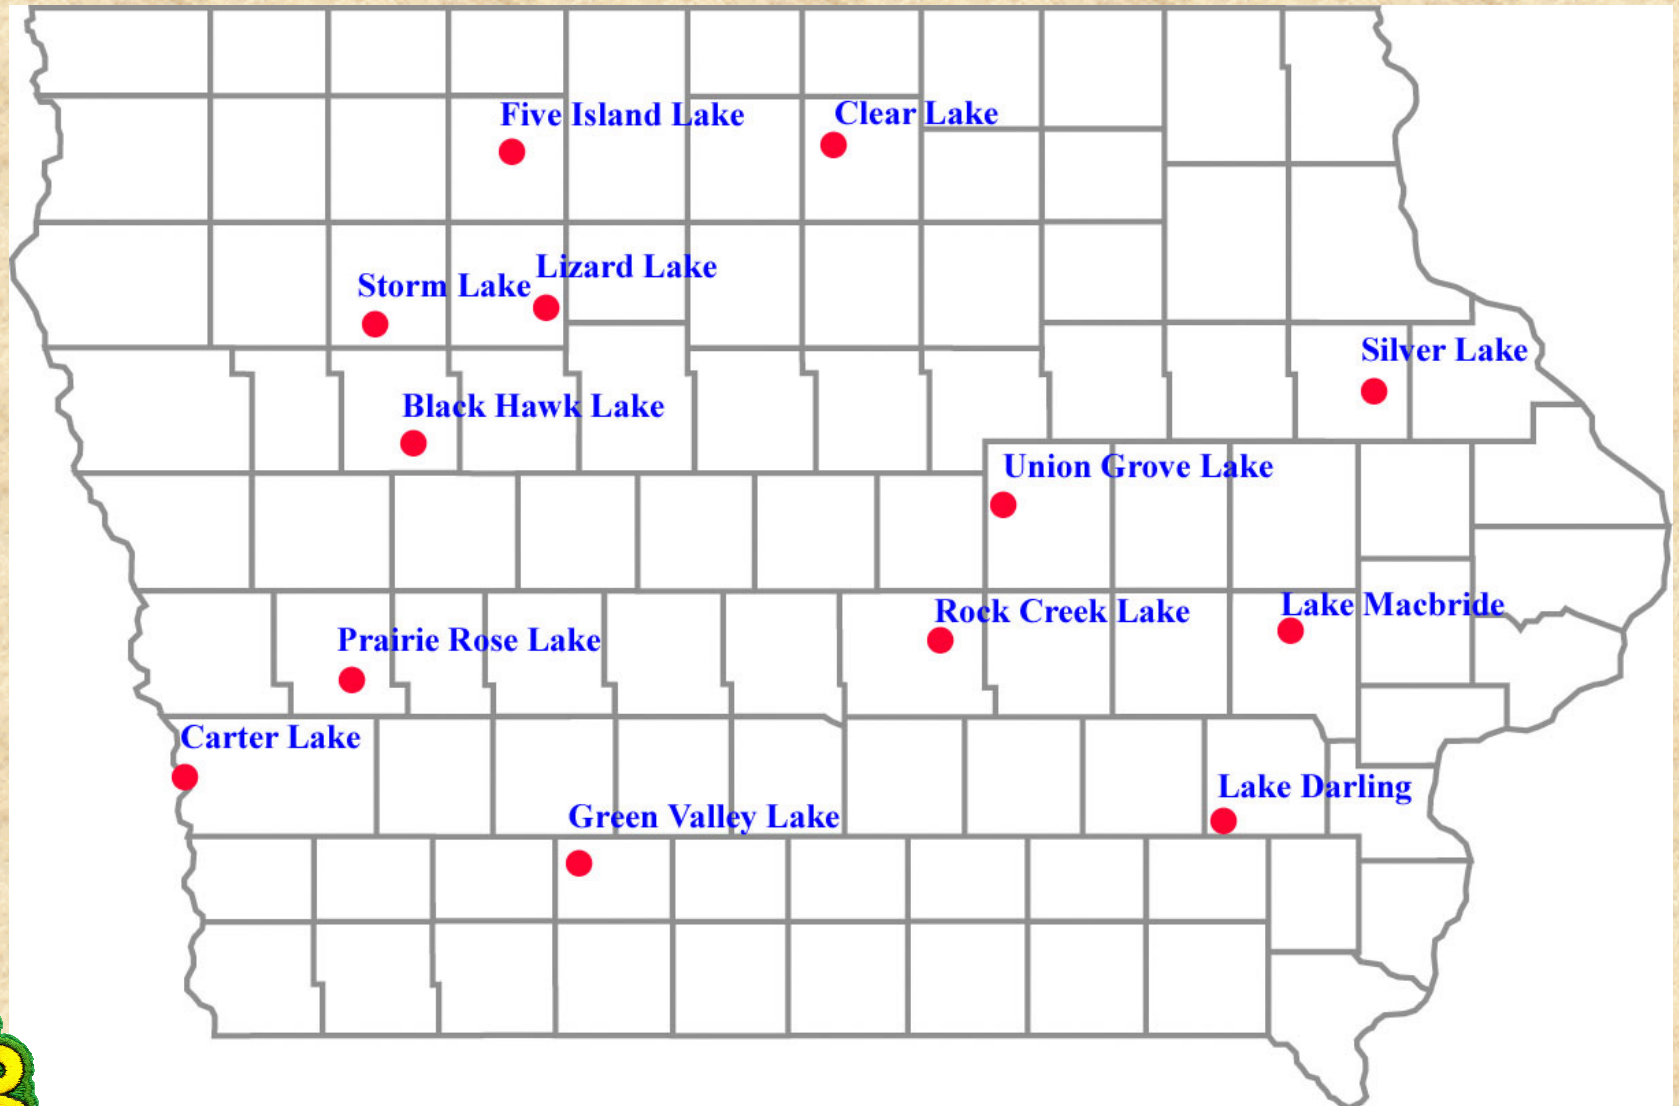 Five Island Lake
Clear Lake
Lizard Lake
Storm Lake
Silver Lake
Black Hawk Lake
Union Grove Lake
Lake Macbride
Rock Creek Lake
Prairie Rose Lake
Carter Lake
Lake Darling
Green Valley Lake